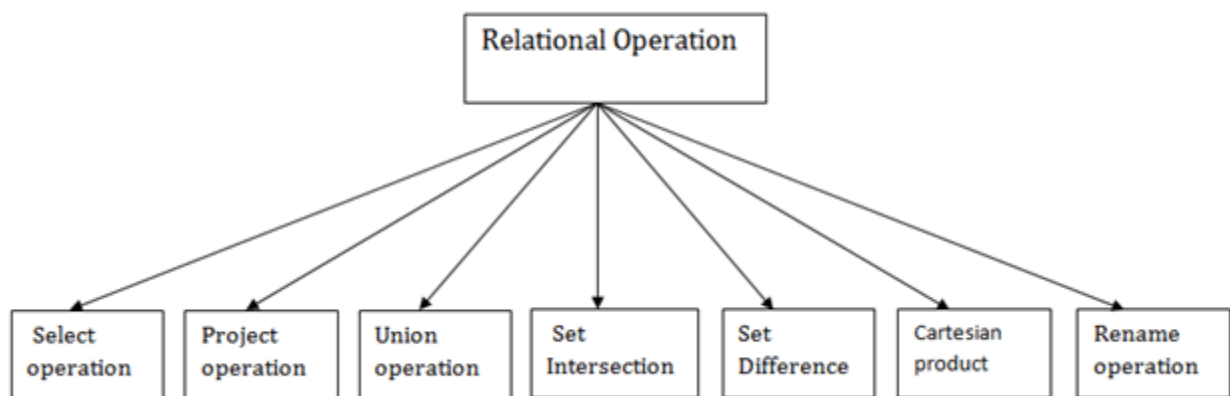 Relational Operation
Select
operation
Project
operation
Union
operation
Set
Intersection
Set
Difference
Cartesian
product
Rename
operation